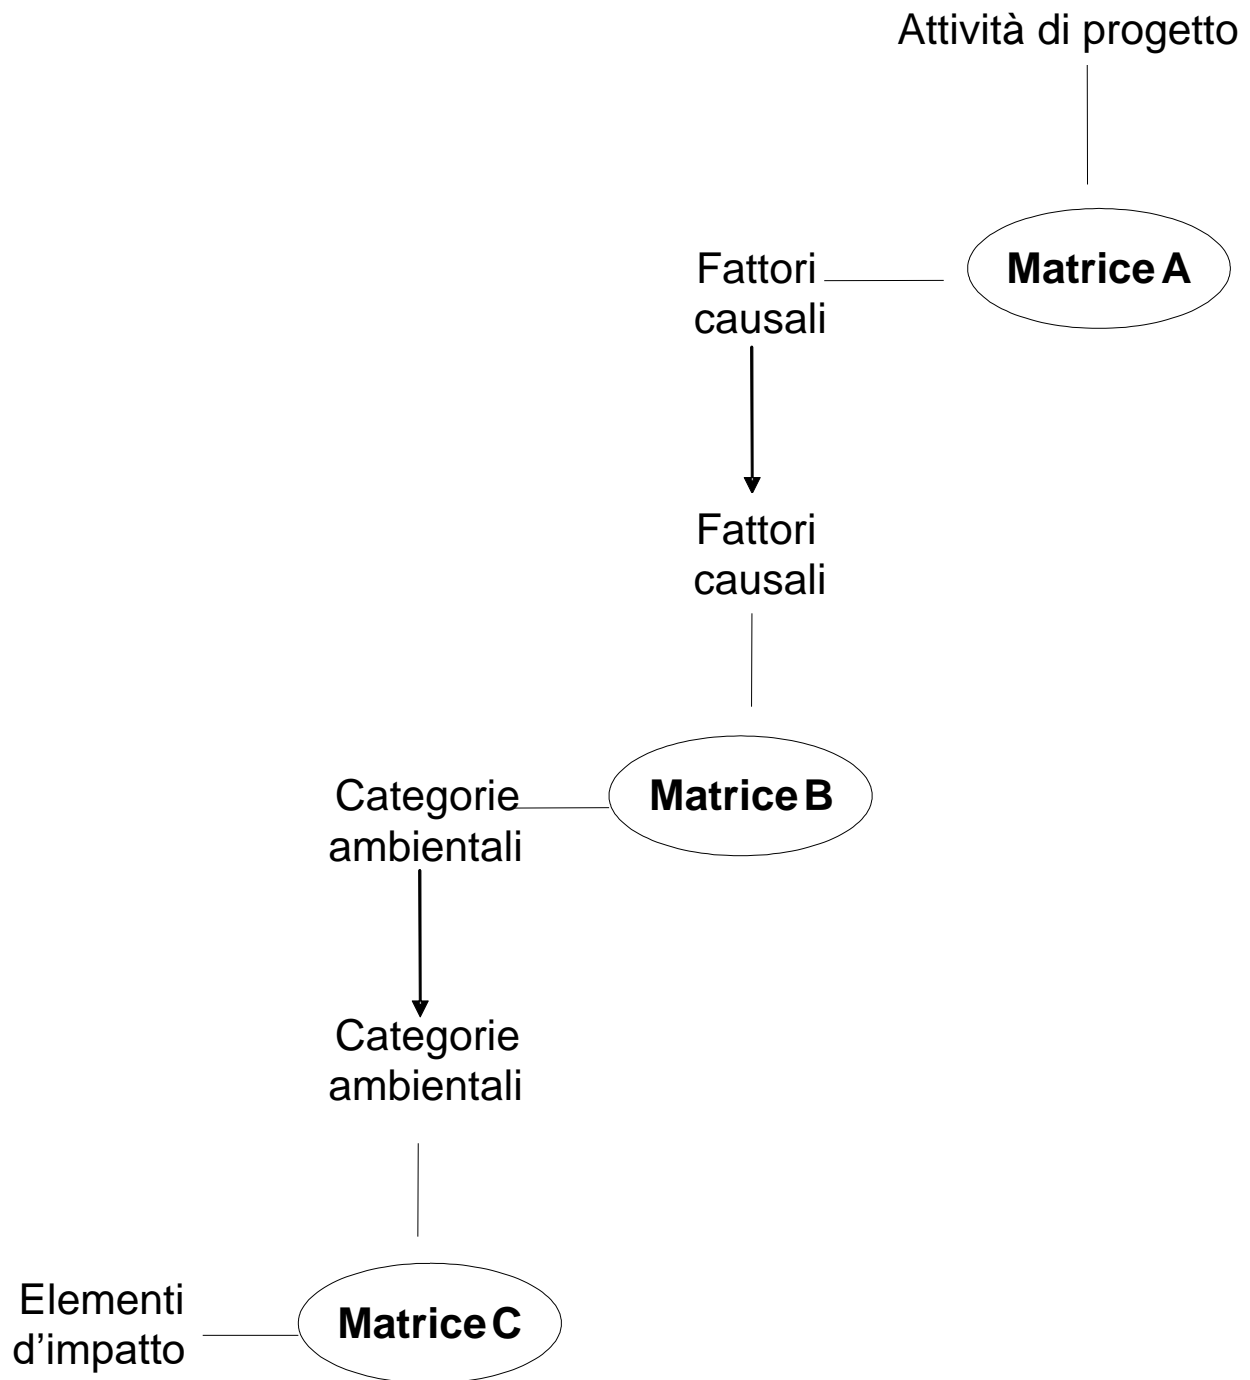 Attività di progetto
Matrice A
Fattori
causali
Fattori
causali
Matrice B
Categorie
ambientali
Categorie
ambientali
Matrice C
Elementi
d’impatto